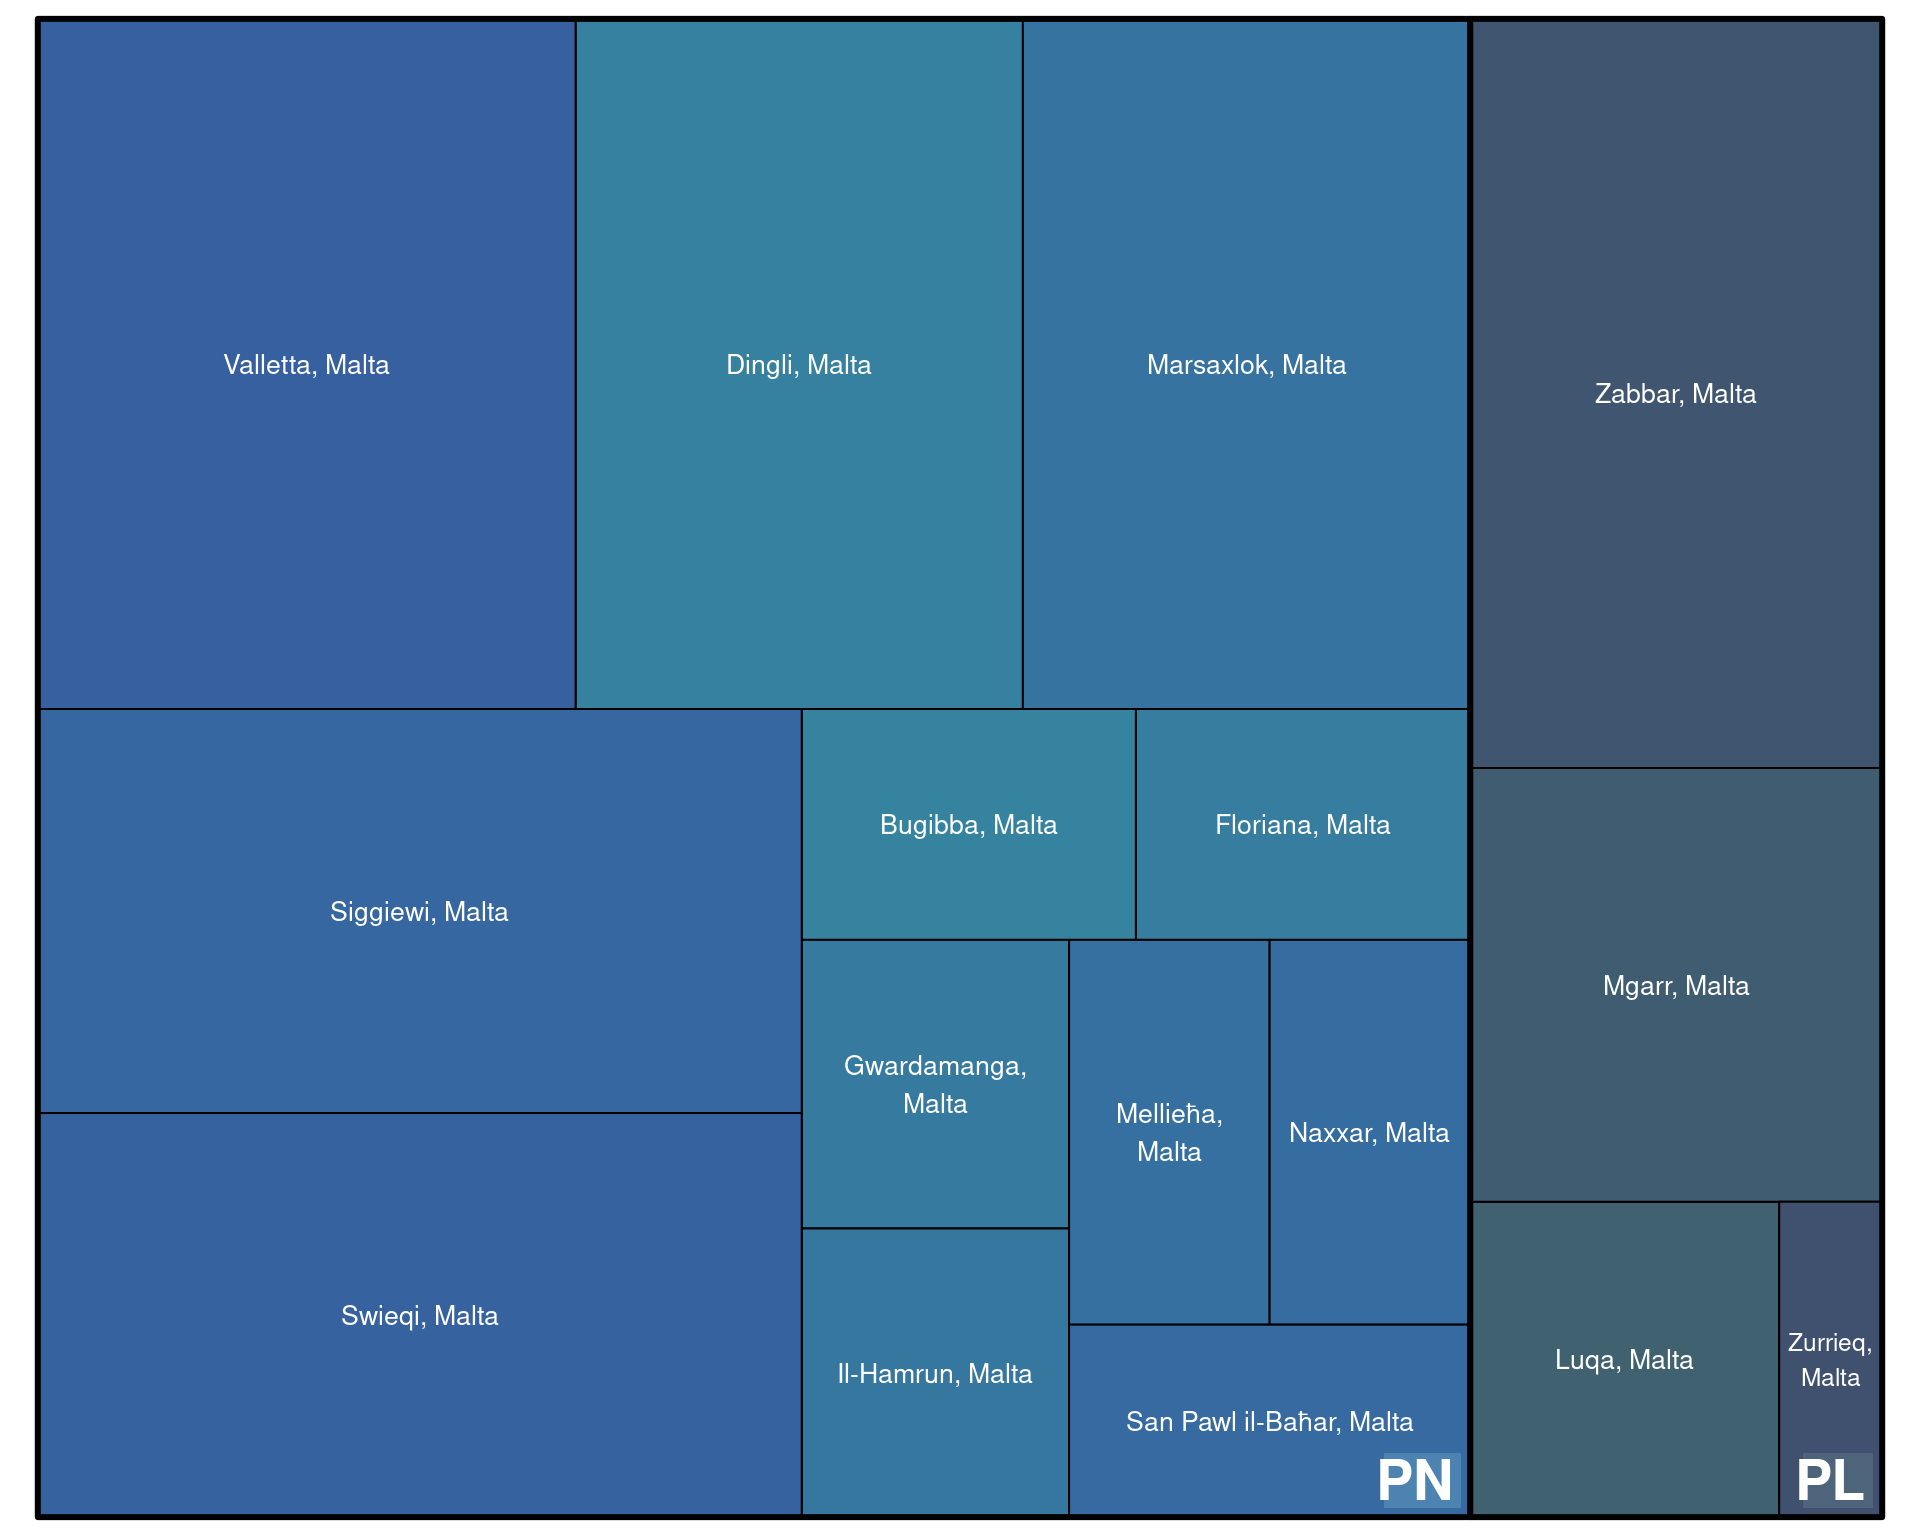 Valletta, Malta
Dingli, Malta
Marsaxlok, Malta
Zabbar, Malta
Siggiewi, Malta
Bugibba, Malta
Floriana, Malta
Mgarr, Malta
Gwardamanga,
Malta
Mellieħa,
Malta
Naxxar, Malta
Swieqi, Malta
Il-Hamrun, Malta
San Pawl il-Baħar, Malta
Luqa, Malta
Zurrieq,
Malta
PN
PL